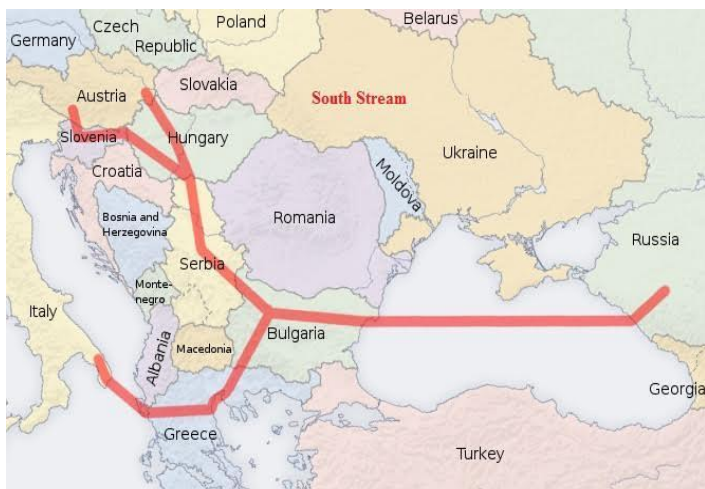 Poland
Belarus
Czech
Republic
Germany
Slovakia
Austria
South Stream
Slovenia
Hungary
Ukraine
Moldova
Croatia
Romania
Bosnia and
Herzegovina
Russia
Serbia
Monte-
negro
Italy
Bulgaria
Albania
Macedonia
Georgia
Greece
Turkey